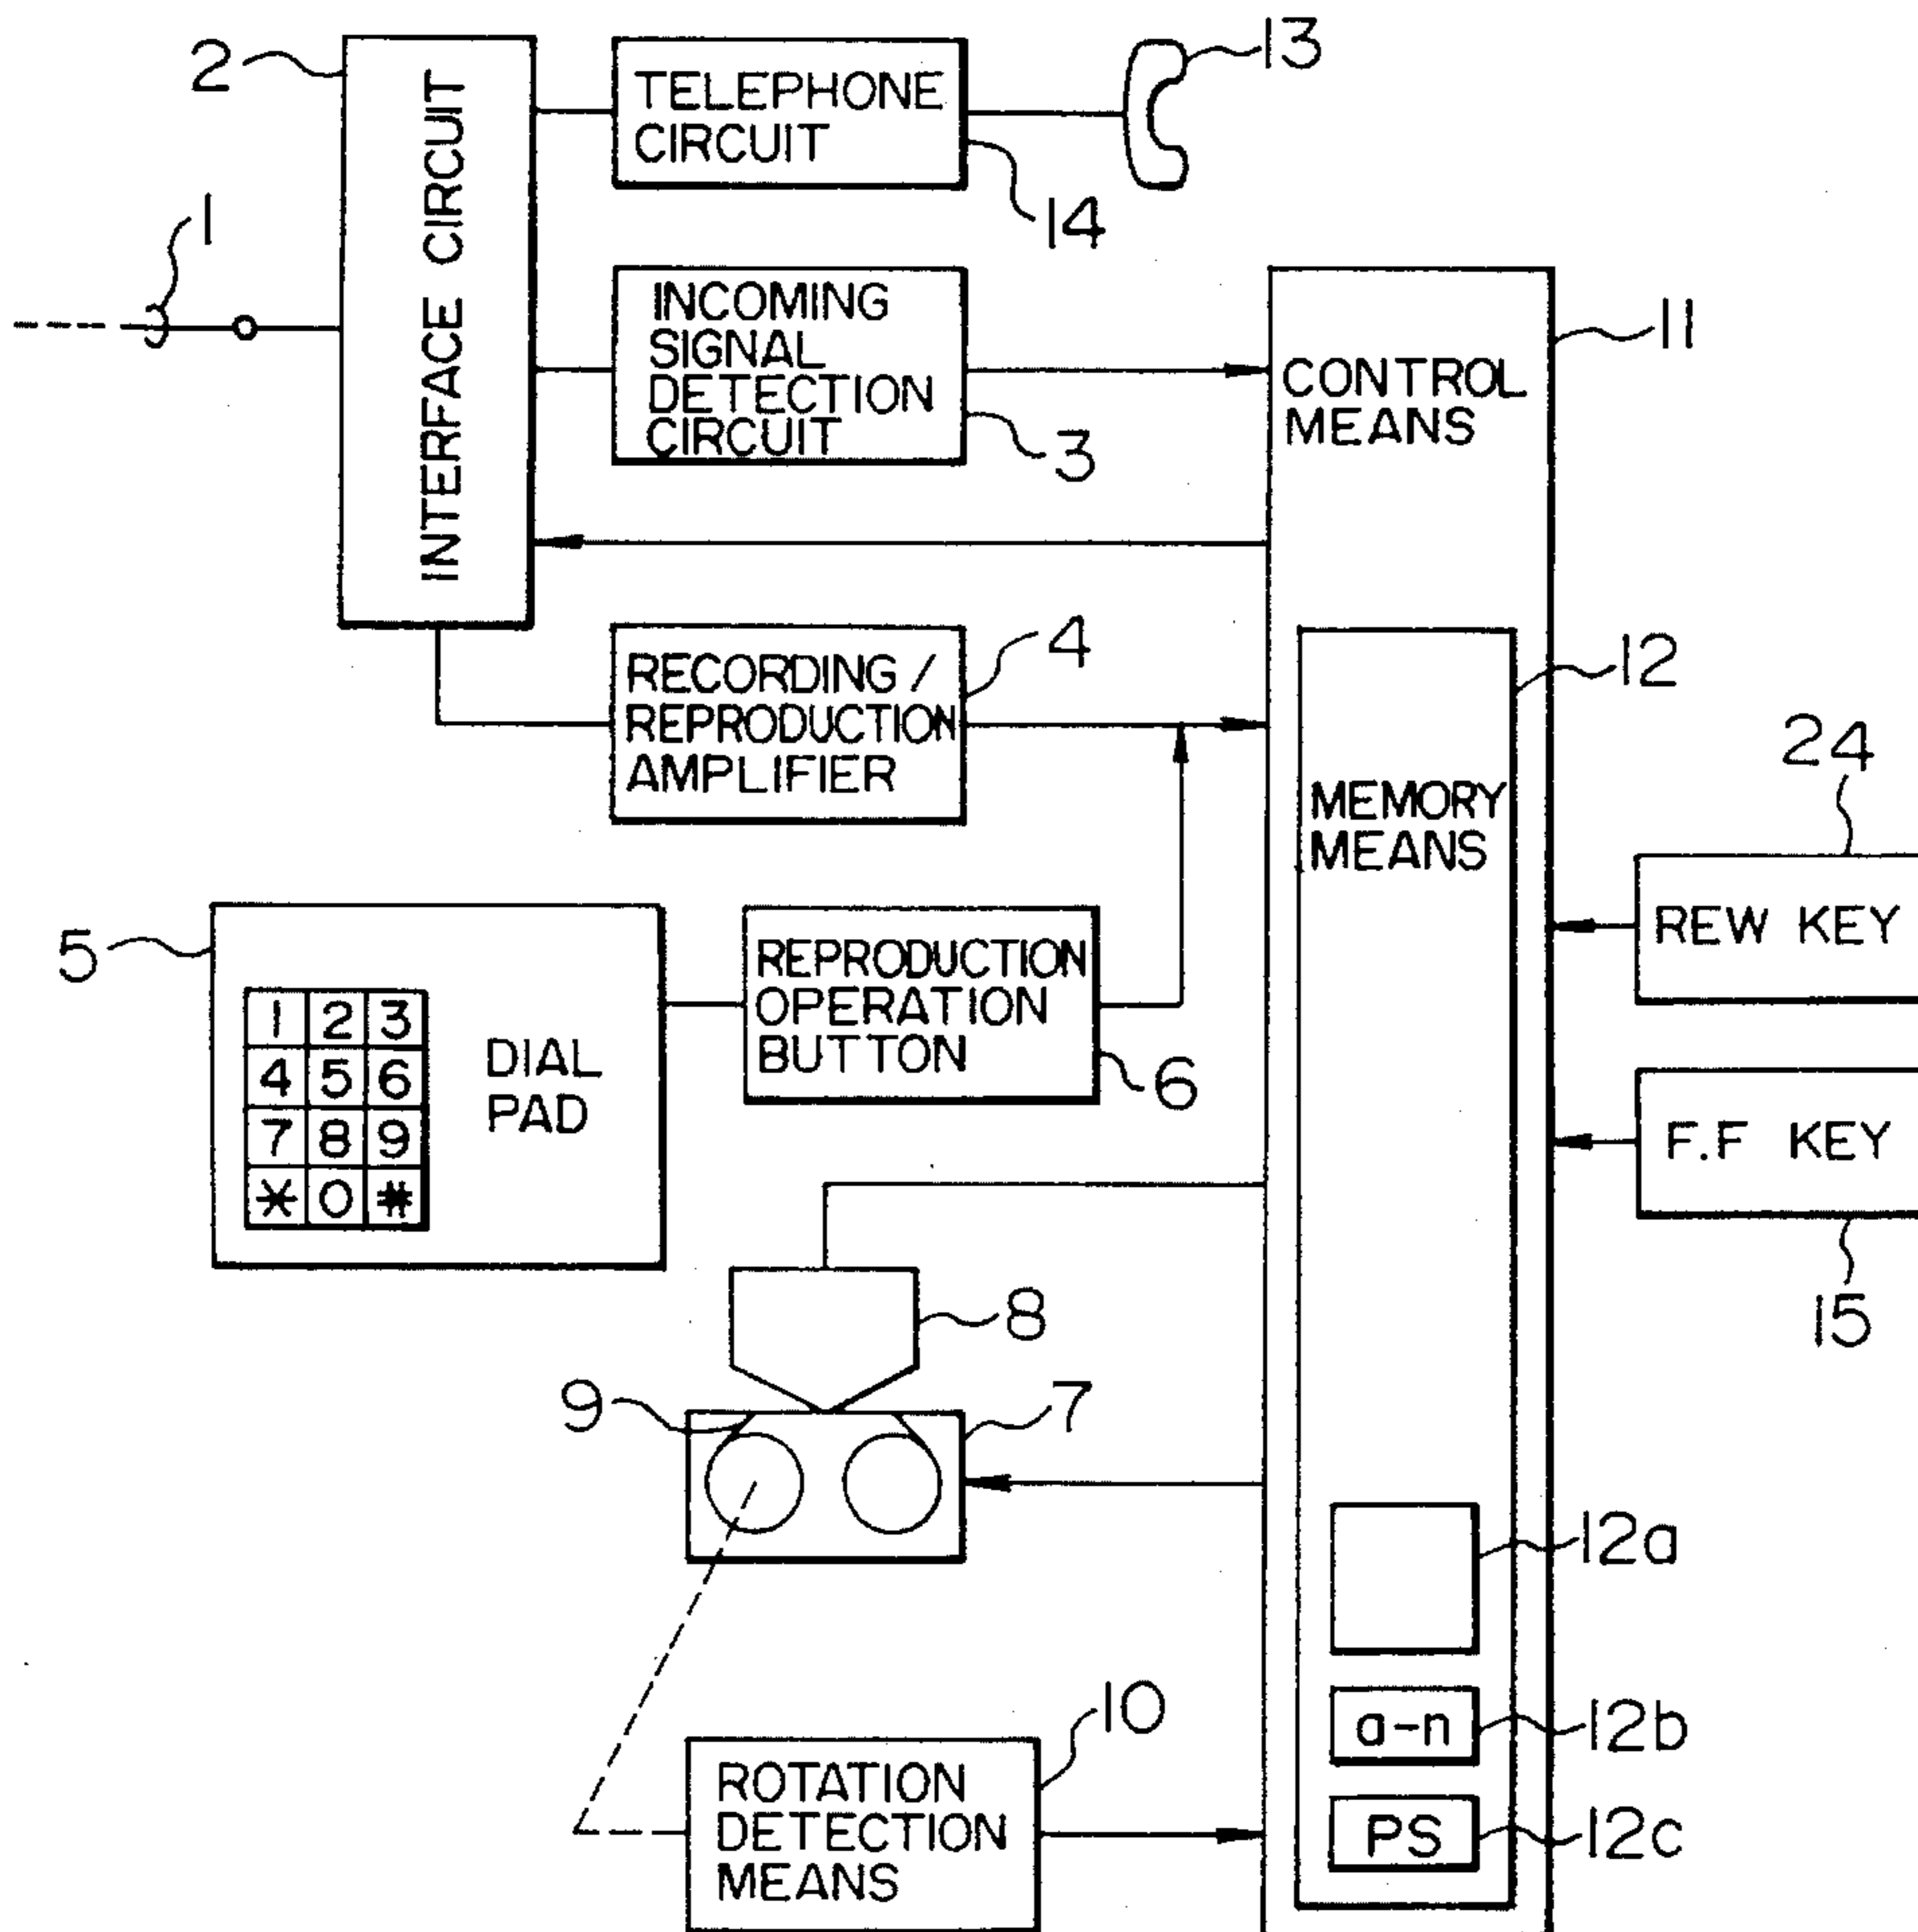 2
INTERFACE CIRCUIT
TELEPHONE
CIRCUIT
13
14
1
INCOMING
SIGNAL
DETECTION
CIRCUIT
3
CONTROL
MEANS
11
RECORDING /
REPRODUCTION
AMPLIFIER
4
12
MEMORY
MEANS
24
REW KEY
5
1 2 3
4 5 6
7 8 9
* 0 #
DIAL
PAD
REPRODUCTION
OPERATION
BUTTON
6
F.F KEY
15
8
9
7
12a
a-n
12b
PS
12c
10
ROTATION
DETECTION
MEANS